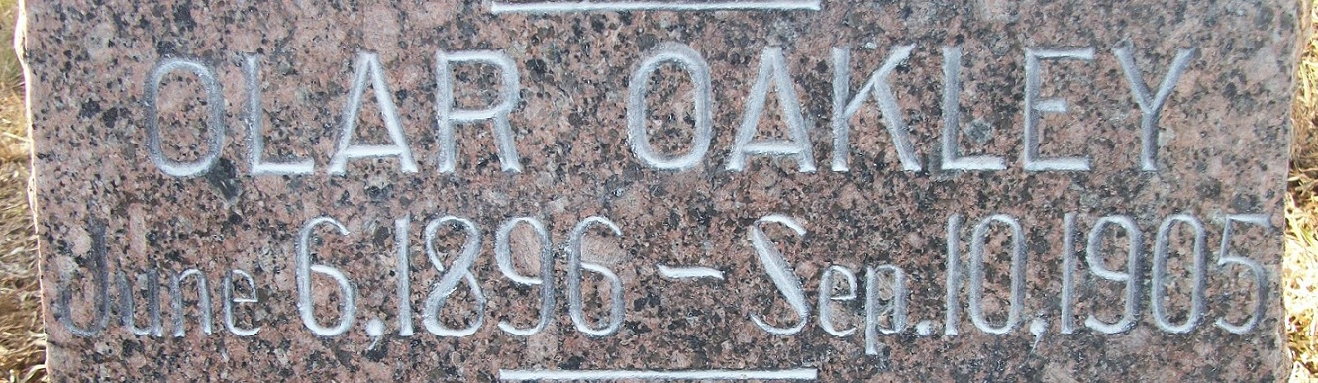 OLAR OAKLEY
June 6, 1896 – Sep. 10, 1905